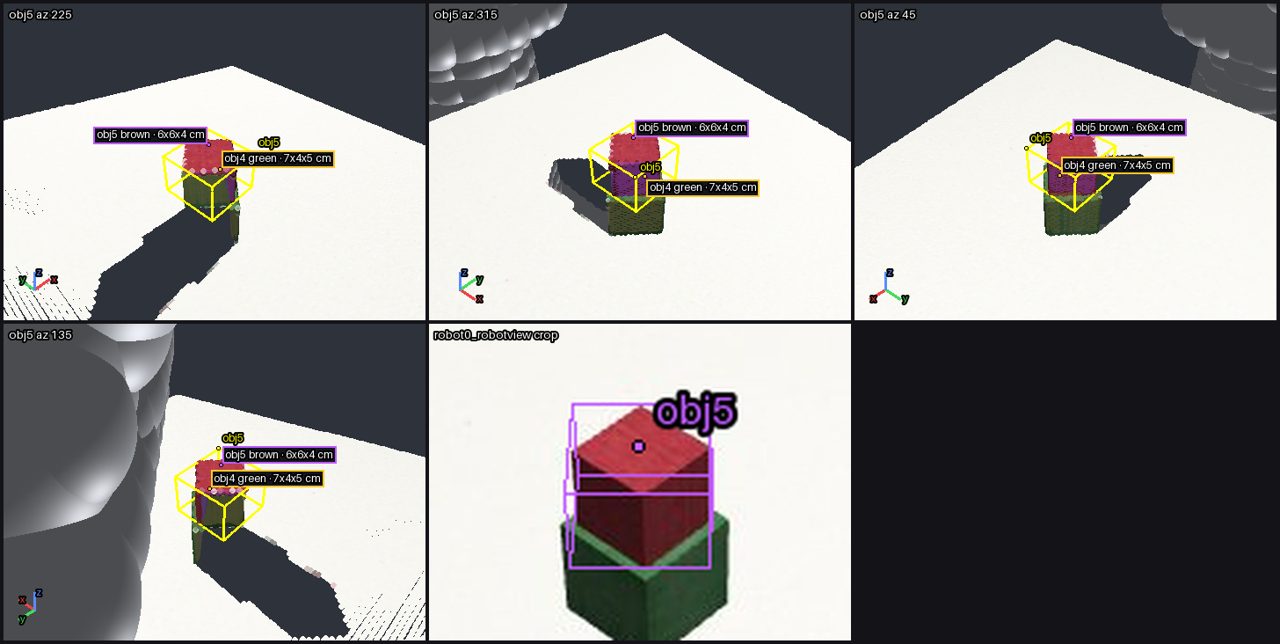 obj5 az 225
obj5 brown · 6x6x4 cm
obj5
obj4 green · 7x4x5 cm
y
z
x
obj5 az 315
obj5 brown · 6x6x4 cm
obj5
obj4 green · 7x4x5 cm
z
y
x
obj5 az 45
obj5 brown · 6x6x4 cm
obj5
obj4 green · 7x4x5 cm
z
x
y
obj5 az 135
obj5
obj5 brown · 6x6x4 cm
obj4 green · 7x4x5 cm
z
x
y
robot0_robotview crop
obj5